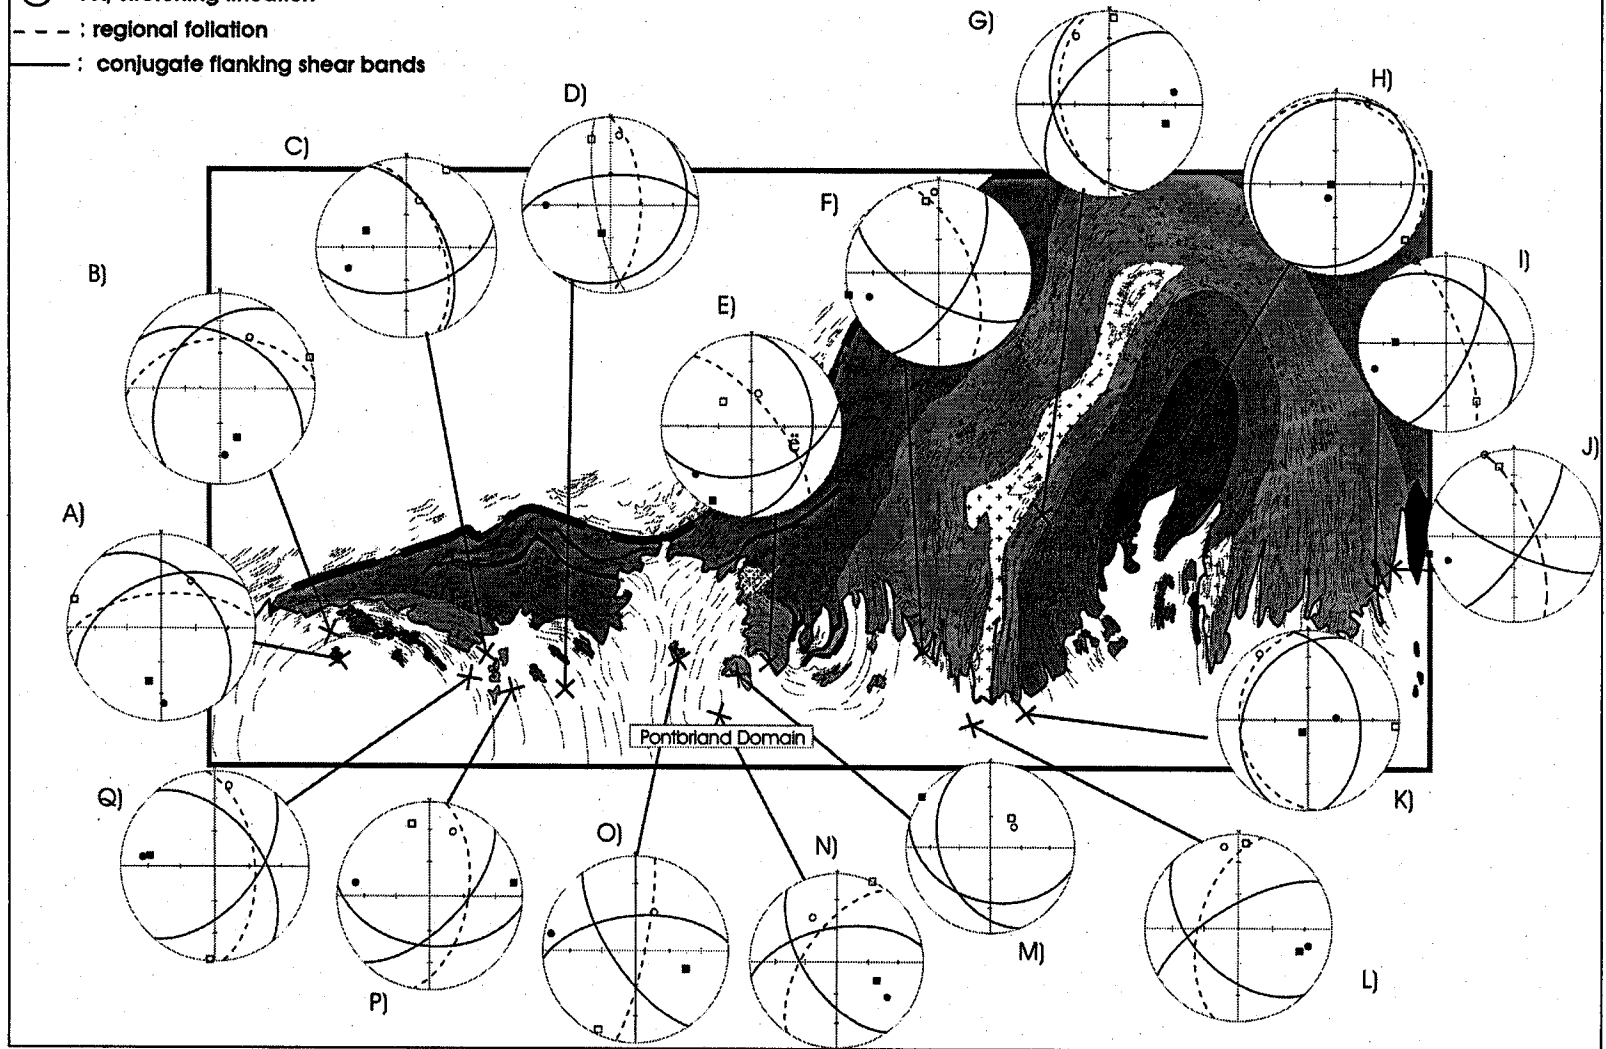 : regional foliation
: conjugate flanking shear bands
G)
H)
D)
C)
F)
I)
B)
E)
J)
A)
Pontbriand Domain
Q)
K)
O)
N)
M)
L)
P)